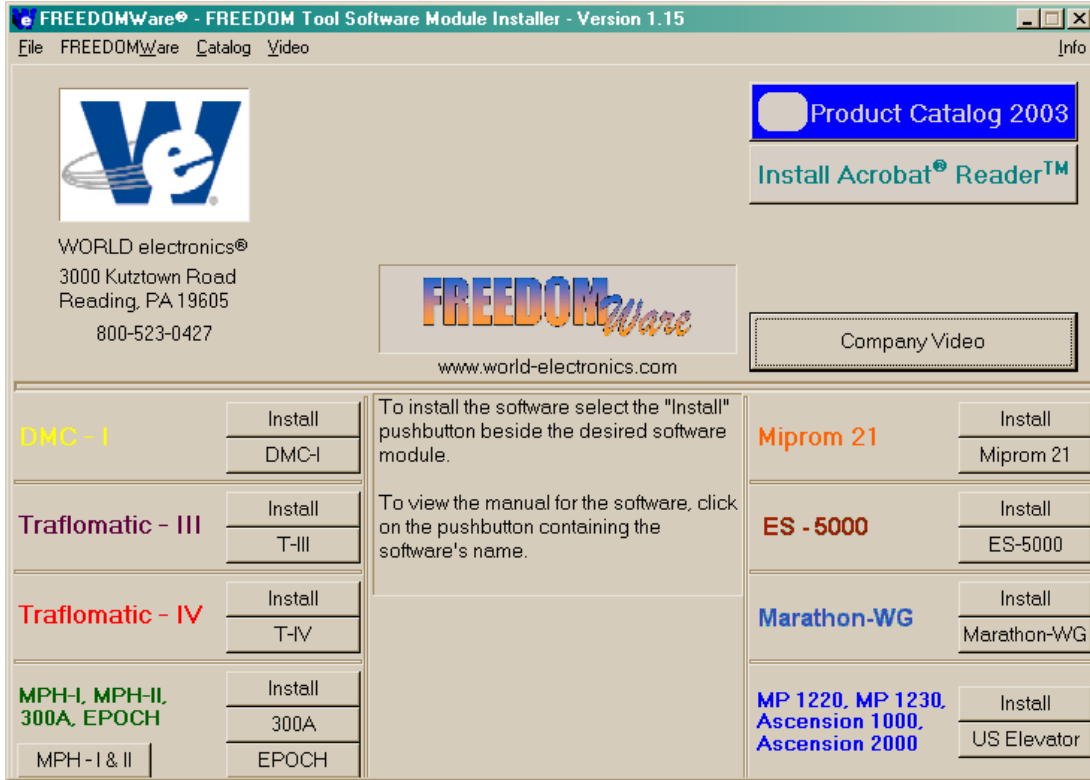 FREEDOMWare® - FREEDOM Tool Software Module Installer - Version 1.15
File FREEDOMWare Catalog Video Info
We
Product Catalog 2003
Install Acrobat® Reader™
WORLD electronics®
3000 Kutztown Road
Reading, PA 19605
800-523-0427
FREEDOM Ware
www.world-electronics.com
Company Video
DMC - I
Install
DMC-I
Traflomatic - III
Install
T-III
Traflomatic - IV
Install
T-IV
MPH-I, MPH-II,
300A, EPOCH
MPH - I & II
Install
300A
EPOCH
To install the software select the "Install"
pushbutton beside the desired software
module.
To view the manual for the software, click
on the pushbutton containing the
software's name.
Miprom 21
Install
Miprom 21
ES - 5000
Install
ES-5000
Marathon-WG
Install
Marathon-WG
MP 1220, MP 1230,
Ascension 1000,
Ascension 2000
Install
US Elevator